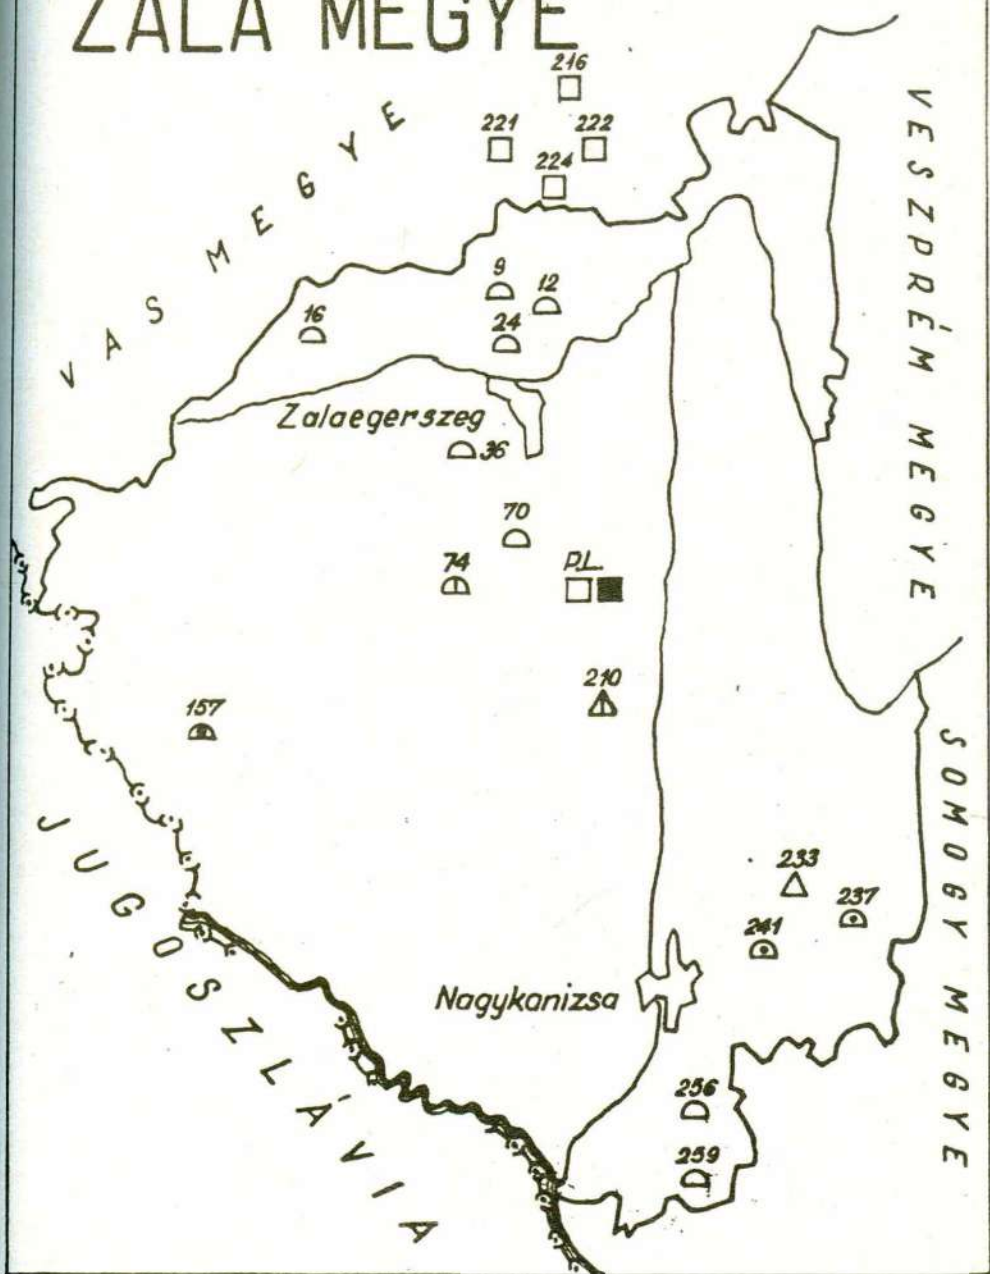 ZALA MEGYE
216
221
222
224
VAS MEGYE
VESZPRÉM MEGYE
9
12
16
24
Zalaegerszeg
36
70
74
P.L.
210
157
JUGOSZLÁVIA
SOMOGY MEGYE
233
237
241
Nagykanizsa
256
259